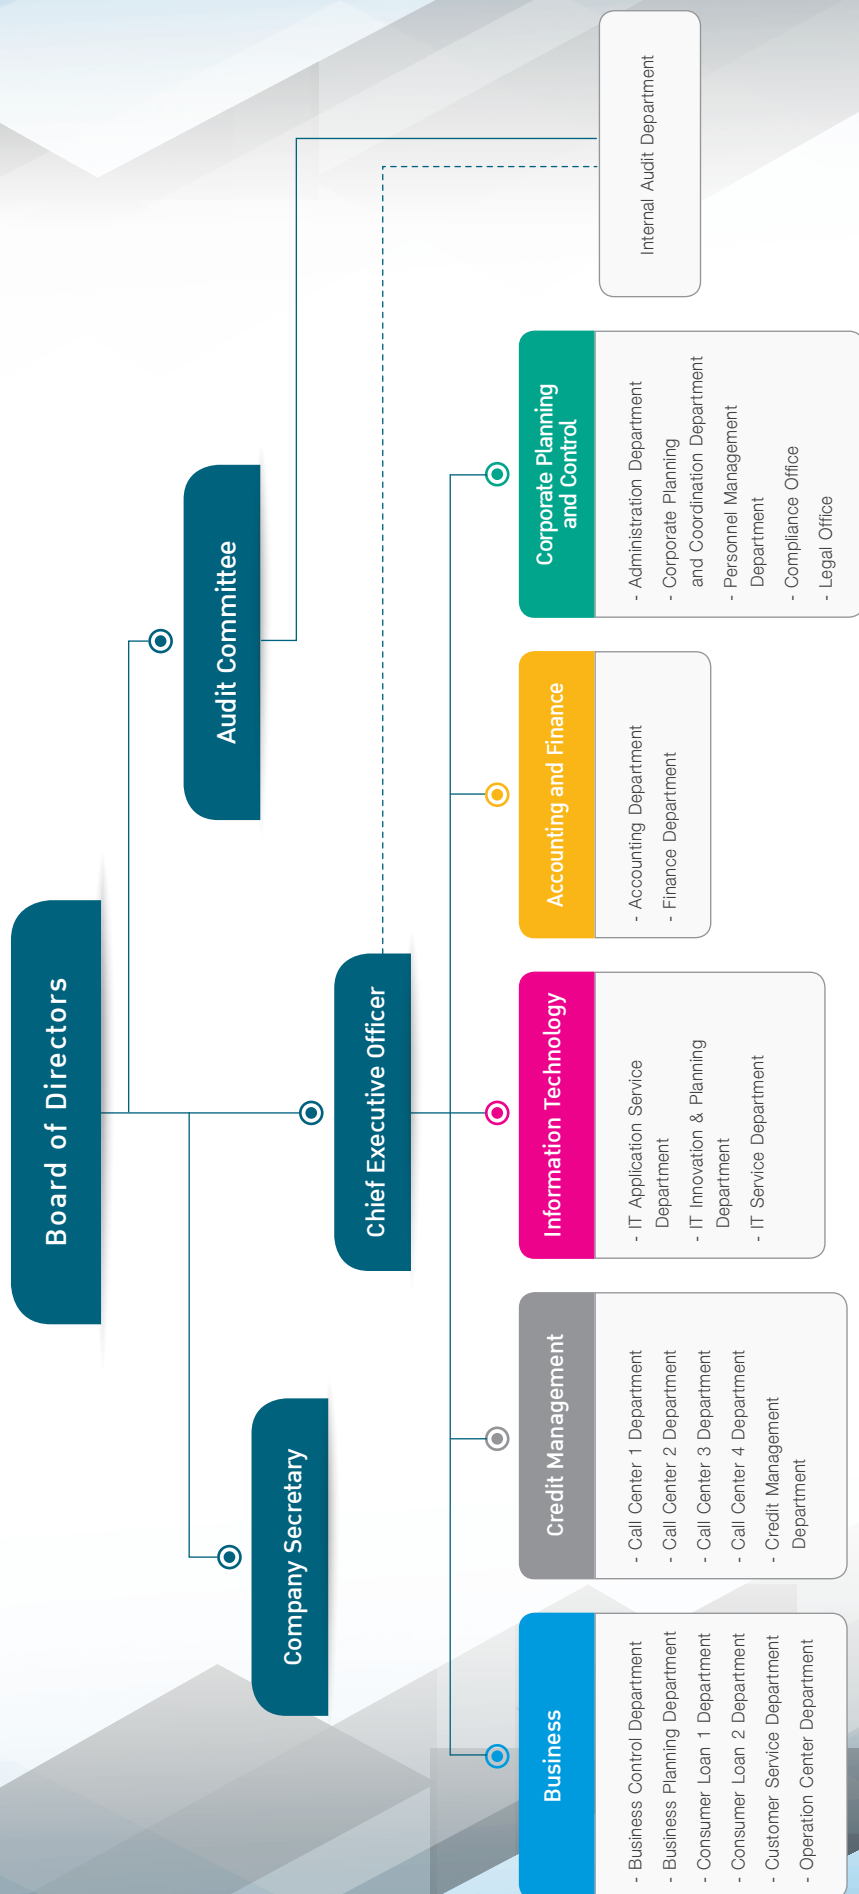 Board of Directors
Audit Committee
Company Secretary
Chief Executive Officer
Business
- Business Control Department
- Business Planning Department
- Consumer Loan 1 Department
- Consumer Loan 2 Department
- Customer Service Department
- Operation Center Department
Credit Management
- Call Center 1 Department
- Call Center 2 Department
- Call Center 3 Department
- Call Center 4 Department
- Credit Management
Department
Information Technology
- IT Application Service
Department
- IT Innovation & Planning
Department
- IT Service Department
Accounting and Finance
- Accounting Department
- Finance Department
Corporate Planning
and Control
- Administration Department
- Corporate Planning
and Coordination Department
- Personnel Management
Department
- Compliance Office
- Legal Office
Internal Audit Department